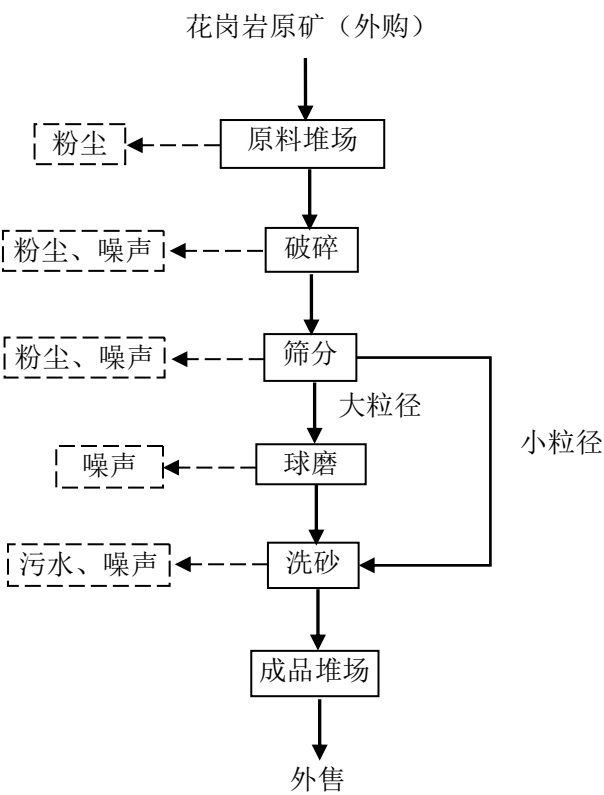 花岗岩原矿（外购）
粉尘
原料堆场
粉尘、噪声
破碎
粉尘、噪声
筛分
大粒径
小粒径
噪声
球磨
污水、噪声
洗砂
成品堆场
外售